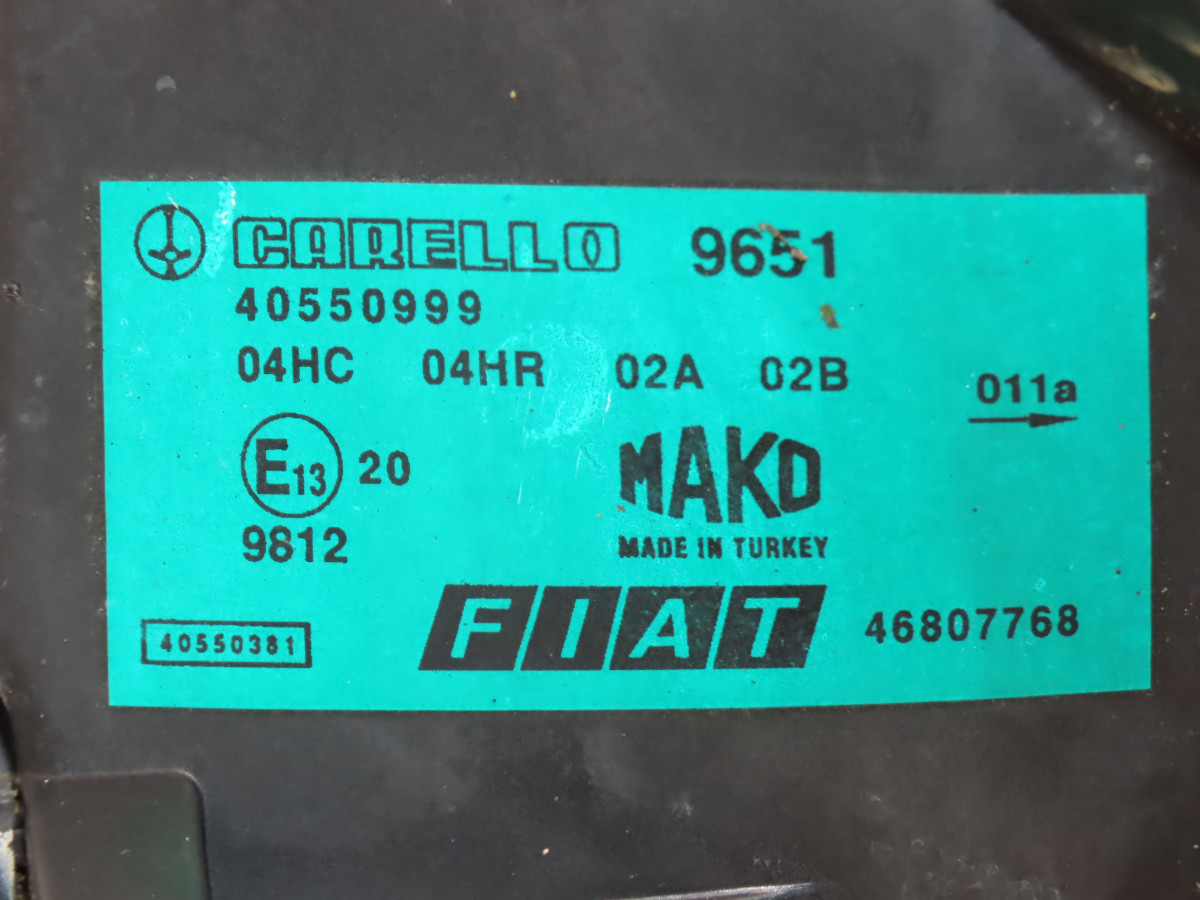 CARELLO 9651
40550999
04HC 04HR 02A 02B
011a
E13 20
9812
MAKO
MADE IN TURKEY
40550381
FIAT
46807768